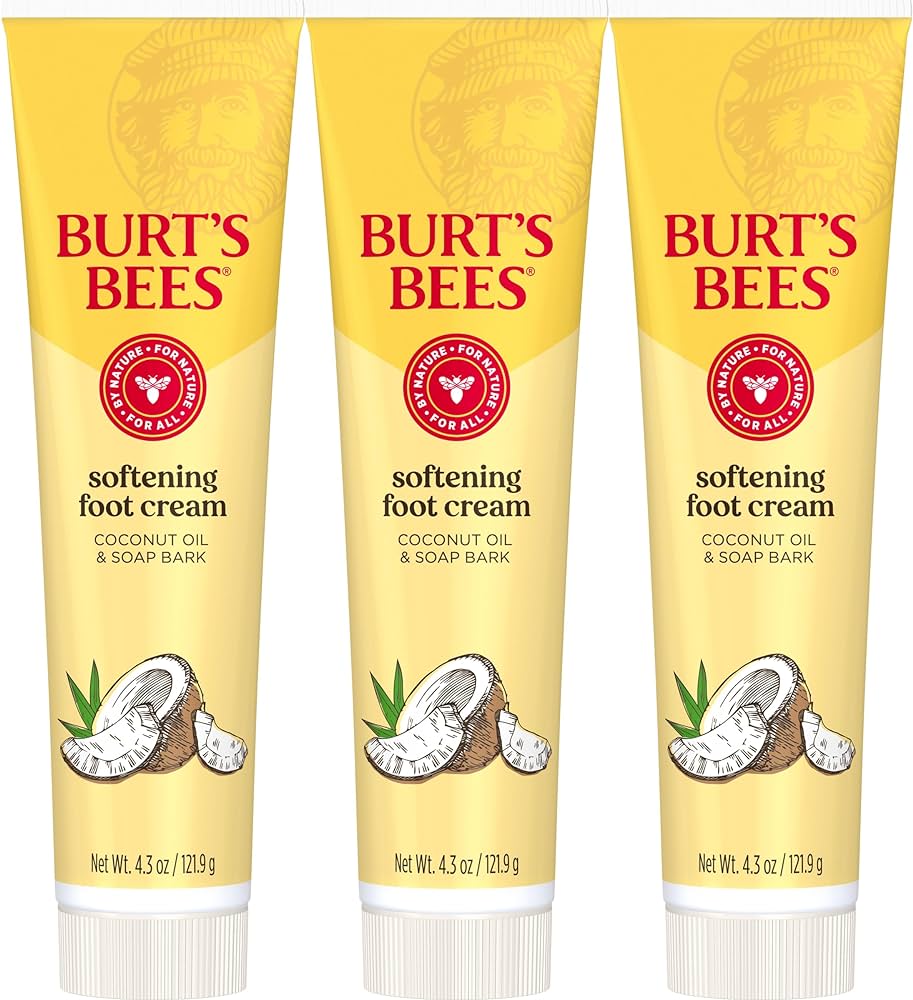 BURT'S
BEES®
BY NATURE • FOR NATURE • FOR ALL •
softening
foot cream
COCONUT OIL
& SOAP BARK
Net Wt. 4.3 oz / 121.9 g
BURT'S
BEES®
BY NATURE • FOR NATURE • FOR ALL •
softening
foot cream
COCONUT OIL
& SOAP BARK
Net Wt. 4.3 oz / 121.9 g
BURT'S
BEES®
BY NATURE • FOR NATURE • FOR ALL •
softening
foot cream
COCONUT OIL
& SOAP BARK
Net Wt. 4.3 oz / 121.9 g